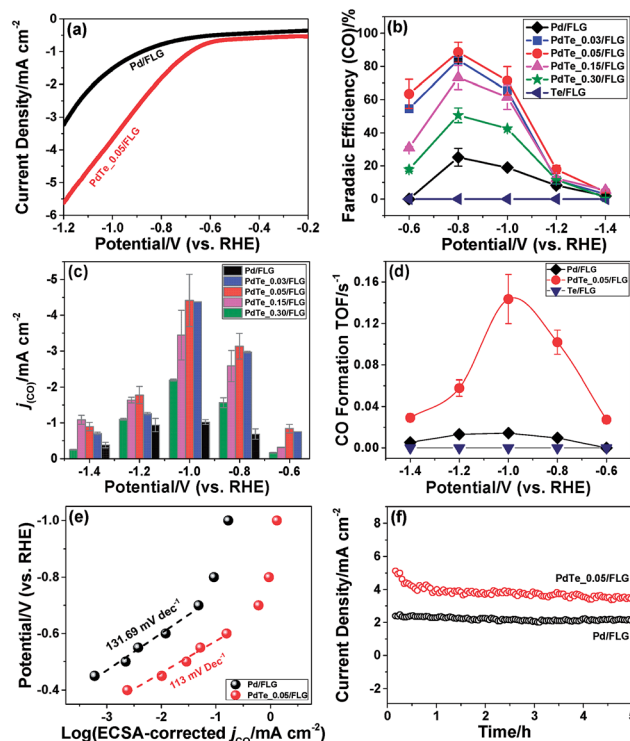 (a)
Pd/FLG
PdTe_0.05/FLG
Current Density/mA cm⁻²
0
-1
-2
-3
-4
-5
-6
-1.2 -1.0 -0.8 -0.6 -0.4 -0.2
Potential/V (vs. RHE)
(b)
Pd/FLG
PdTe_0.03/FLG
PdTe_0.05/FLG
PdTe_0.15/FLG
PdTe_0.30/FLG
Te/FLG
Faradaic Efficiency (CO)/%
100
80
60
40
20
0
-0.6 -0.8 -1.0 -1.2 -1.4
Potential/V (vs. RHE)
(c)
Pd/FLG
PdTe_0.03/FLG
PdTe_0.05/FLG
PdTe_0.15/FLG
PdTe_0.30/FLG
j(CO)/mA cm⁻²
-5
-4
-3
-2
-1
0
-1.4 -1.2 -1.0 -0.8 -0.6
Potential/V (vs. RHE)
(d)
Pd/FLG
PdTe_0.05/FLG
Te/FLG
CO Formation TOF/s⁻¹
0.16
0.12
0.08
0.04
0.00
-1.4 -1.2 -1.0 -0.8 -0.6
Potential/V (vs. RHE)
(e)
131.69 mV dec⁻¹
113 mV Dec⁻¹
Pd/FLG
PdTe_0.05/FLG
Potential/V (vs. RHE)
-1.0
-0.8
-0.6
-0.4
-3 -2 -1 0
Log(ECSA-corrected jCO/mA cm⁻²)
(f)
PdTe_0.05/FLG
Pd/FLG
Current Density/mA cm⁻²
8
6
4
2
0
-2
0 1 2 3 4 5
Time/h